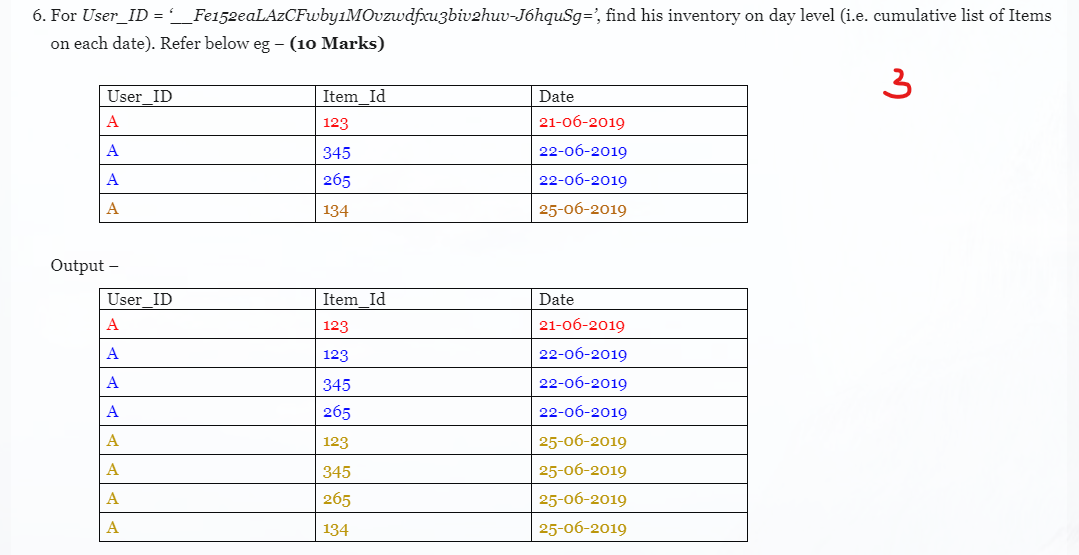 6. For User_ID = ‘__Fe152eaLAzCFwby1MOvzwdfxu3biv2huv-J6hquSg=’, find his inventory on day level (i.e. cumulative list of Items
on each date). Refer below eg – (10 Marks)
3
User_ID Item_Id Date
A 123 21-06-2019
A 345 22-06-2019
A 265 22-06-2019
A 134 25-06-2019
Output –
User_ID Item_Id Date
A 123 21-06-2019
A 123 22-06-2019
A 345 22-06-2019
A 265 22-06-2019
A 123 25-06-2019
A 345 25-06-2019
A 265 25-06-2019
A 134 25-06-2019